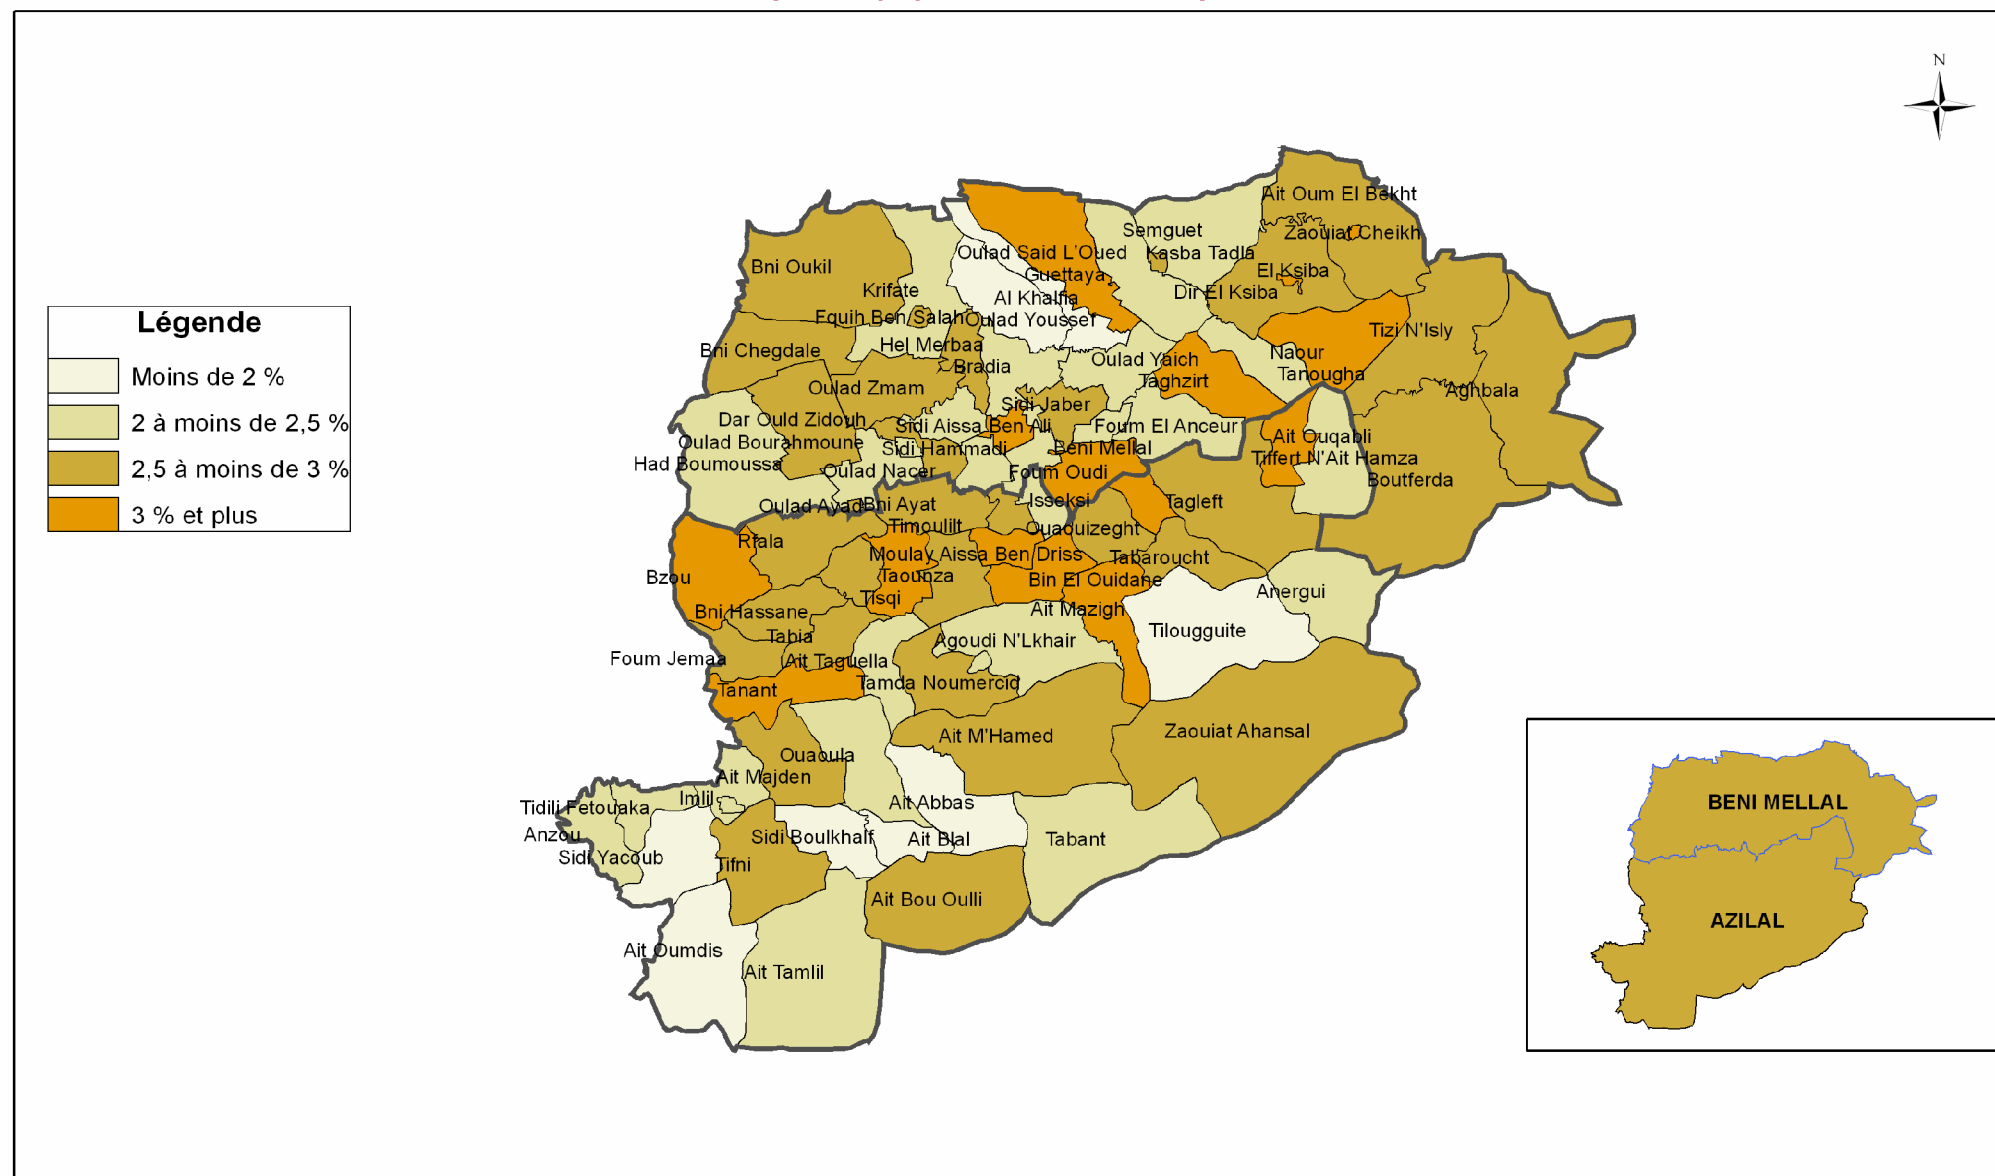 N
Légende
Moins de 2 %
2 à moins de 2,5 %
2,5 à moins de 3 %
3 % et plus
Ait Oum El Bekht
Semguet
Zaouiat Cheikh
Oulad Said L'Oued
Kasba Tadla
Bni Oukil
Guettaya
El Ksiba
Krifate
Al Khalfia
Dir El Ksiba
Fquih Ben Salah
Oulad Youssef
Tizi N'Isly
Hel Merbaa
Bni Chegdale
Naour
Oulad Yaich
Bradia
Tanougha
Taghzirt
Oulad Zmam
Aghbala
Sidi Jaber
Dar Ould Zidouh
Sidi Aissa Ben Ali
Foum El Anceur
Oulad Bourahmoune
Ait Ouqabli
Sidi Hammadi
Beni Mellal
Tiffert N'Ait Hamza
Had Boumoussa
Oulad Nacer
Foum Oudi
Boutferda
Oulad Ayad
Bni Ayat
Isseksi
Tagleft
Timoulilt
Ouaouizeght
Rfala
Moulay Aissa Ben Driss
Tabaroucht
Bzou
Taounza
Bin El Ouidane
Anergui
Tisqi
Bni Hassane
Ait Mazigh
Tabia
Agoudi N'Lkhair
Tilougguite
Foum Jemaa
Ait Taguella
Tanant
Tamda Noumercid
Ait M'Hamed
Zaouiat Ahansal
Ouaoula
Ait Majden
Imlil
Ait Abbas
Tidili Fetouaka
Anzou
Sidi Boulkhalf
Ait Blal
Tabant
Sidi Yacoub
Tifni
Ait Bou Oulli
Ait Oumdis
Ait Tamlil
BENI MELLAL
AZILAL